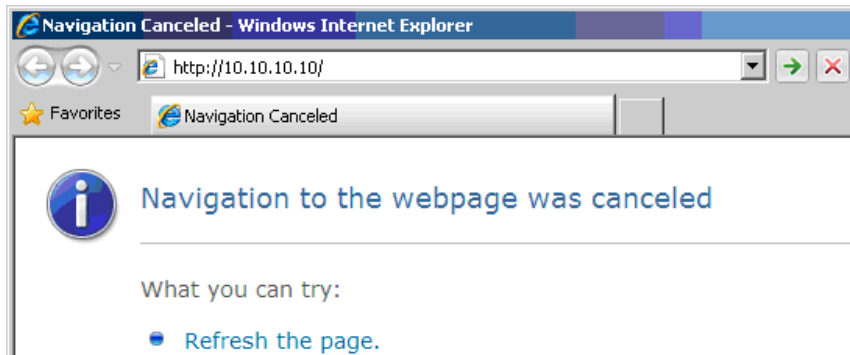 Navigation Canceled - Windows Internet Explorer
http://10.10.10.10/
Favorites
Navigation Canceled
Navigation to the webpage was canceled
What you can try:
Refresh the page.